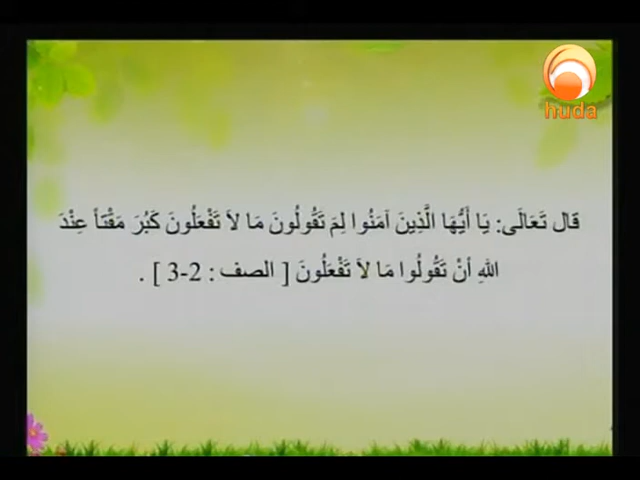 huda
قَال تَعَالَى: يَا أَيُّهَا الَّذِينَ آمَنُوا لِمَ تَقُولُونَ مَا لاَ تَفْعَلُونَ كَبُرَ مَقْتاً عِنْدَ
اللهِ أنْ تَقُولُوا مَا لاَ تَفْعَلُونَ [ الصف : 2-3 ] .